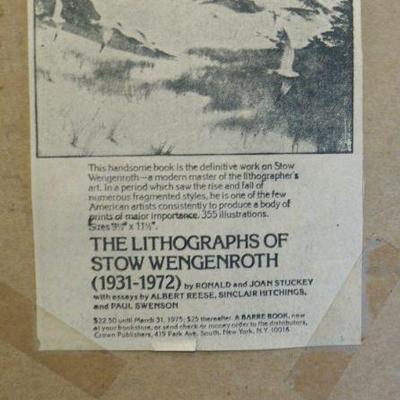 This handsome book is the definitive work on Stow
Wengenroth—a modern master of the lithographer's
art. In a period which saw the rise and fall of
numerous fragmented styles, he is one of the few
American artists consistently to produce a body of
prints of major importance. 355 illustrations.
Sizes 9½" x 11½".
THE LITHOGRAPHS OF
STOW WENGENROTH
(1931-1972) by RONALD and JOAN STUCKEY
with essays by ALBERT REESE, SINCLAIR HITCHINGS,
and PAUL SWENSON
$22.50 until March 31, 1975; $25 thereafter. A BARRE BOOK, now
at your bookstore, or send check or money order to the distributors,
Crown Publishers, 419 Park Ave. South, New York, N.Y. 10016